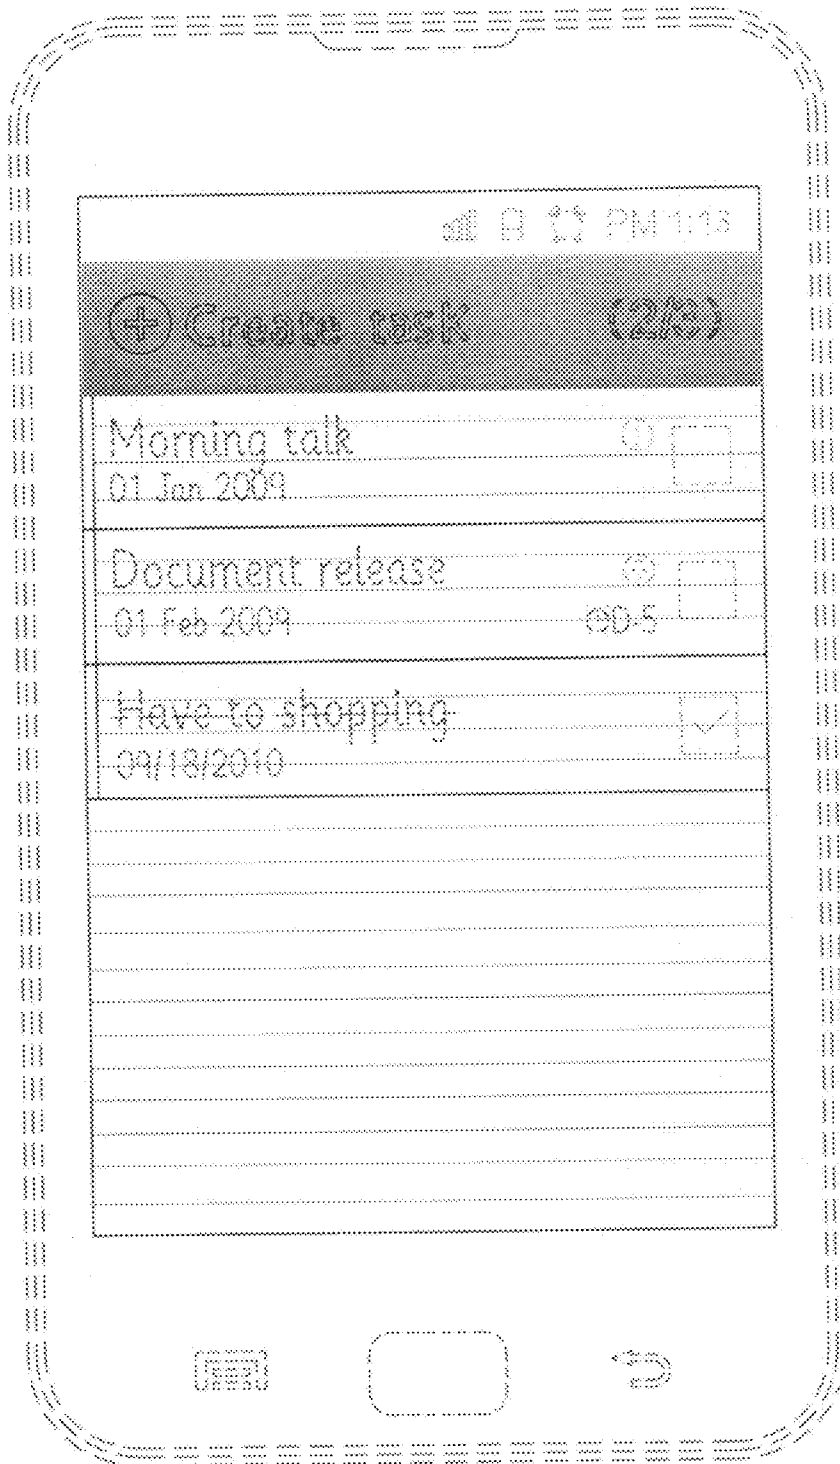 PM 1:13
Create task (2/3)
Morning talk
01 Jan 2009
Document release
01 Feb 2009 D-5
Have to shopping
09/18/2010